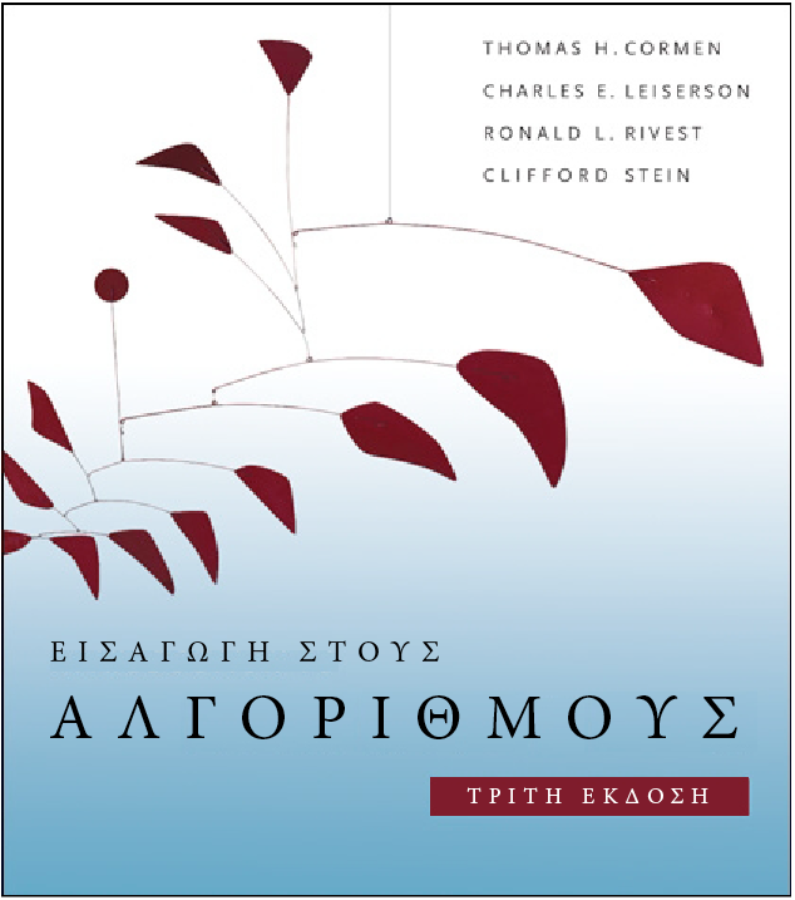 THOMAS H. CORMEN
CHARLES E. LEISERSON
RONALD L. RIVEST
CLIFFORD STEIN
ΕΙΣΑΓΩΓΗ ΣΤΟΥΣ
ΑΛΓΟΡΙΘΜΟΥΣ
ΤΡΙΤΗ ΕΚΔΟΣΗ